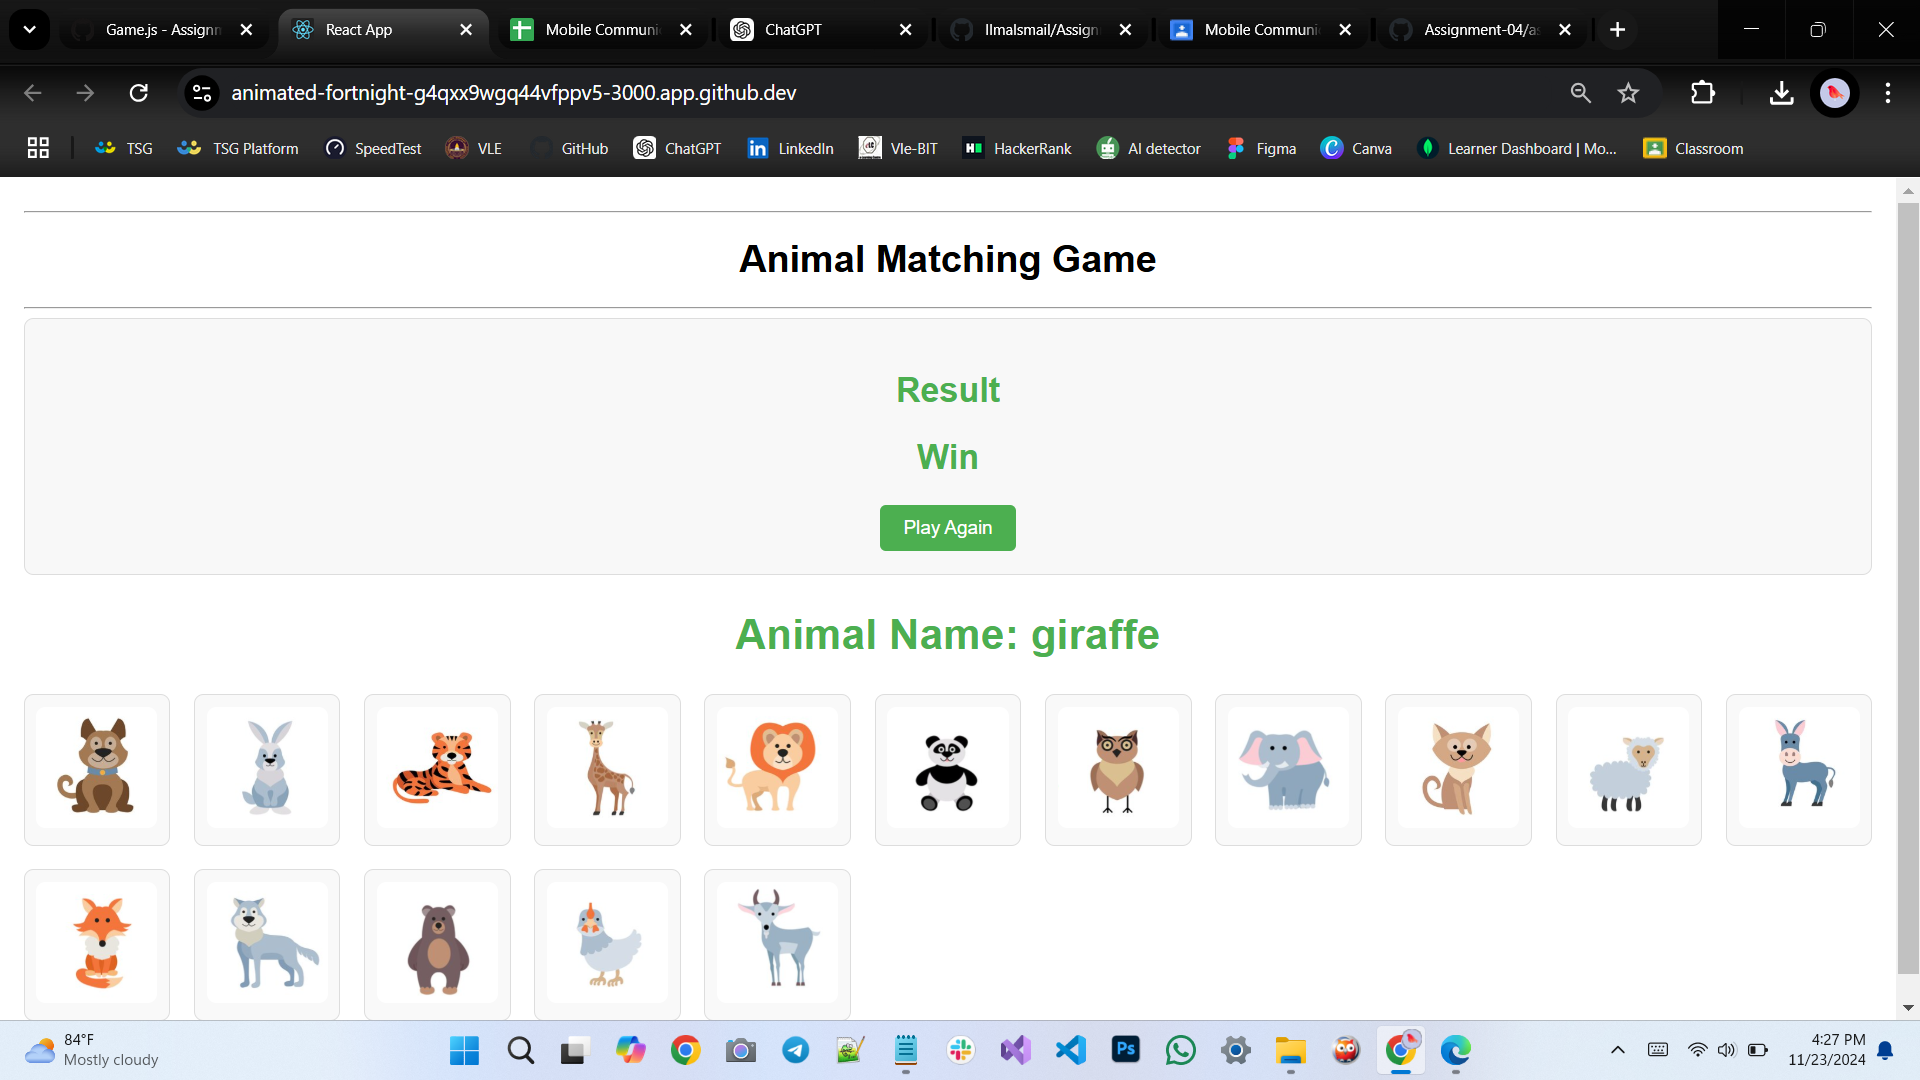 Game.js - Assignm
React App
Mobile Communi
ChatGPT
IlmaIsmail/Assign
Mobile Communi
Assignment-04/as
animated-fortnight-g4qxx9wgq44vfppv5-3000.app.github.dev
TSG
TSG Platform
SpeedTest
VLE
GitHub
ChatGPT
LinkedIn
Vle-BIT
HackerRank
AI detector
Figma
Canva
Learner Dashboard | Mo...
Classroom
Animal Matching Game
Result
Win
Play Again
Animal Name: giraffe
84°F
Mostly cloudy
4:27 PM
11/23/2024